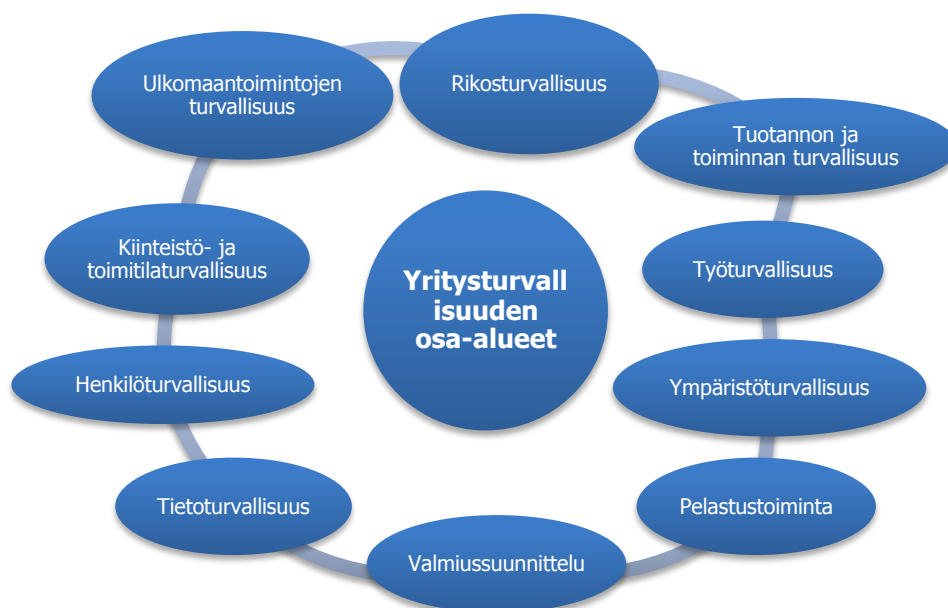 Ulkomaantoimintojen
turvallisuus
Rikosturvallisuus
Tuotannon ja
toiminnan turvallisuus
Kiinteistö- ja
toimitilaturvallisuus
Yritysturvall
isuuden
osa-alueet
Työturvallisuus
Henkilöturvallisuus
Ympäristöturvallisuus
Tietoturvallisuus
Pelastustoiminta
Valmiussuunnittelu